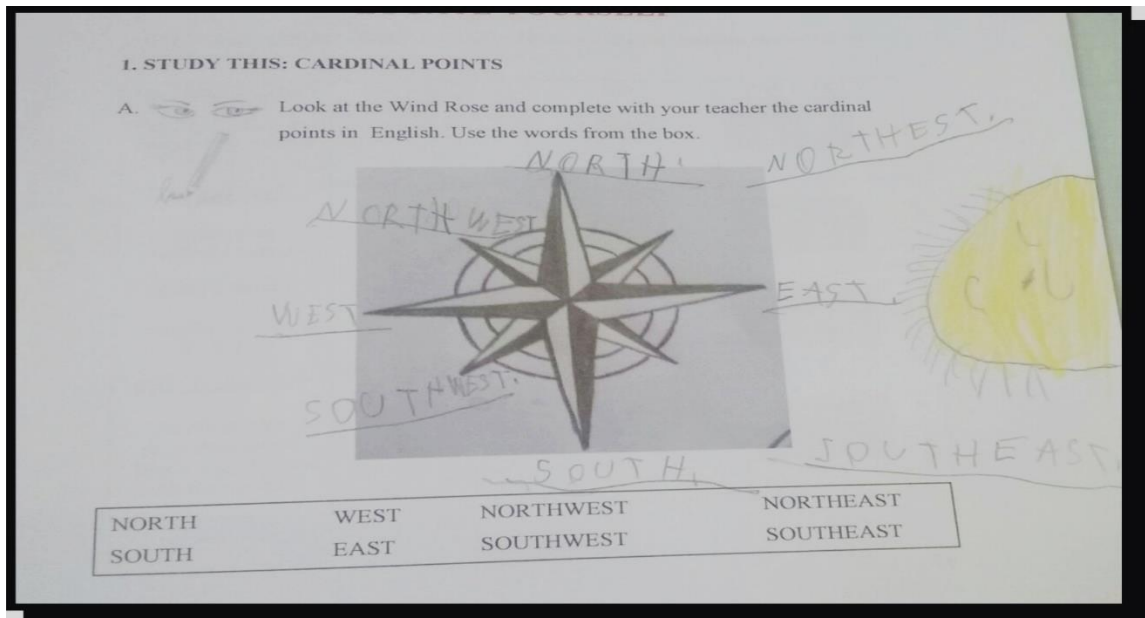 1. STUDY THIS: CARDINAL POINTS
A. Look at the Wind Rose and complete with your teacher the cardinal
points in English. Use the words from the box.
NORTH.
NORTHEST.
NORTHWEST
WEST
EAST.
SOUTHWEST.
SOUTH.
SOUTHEAST.
NORTH WEST NORTHWEST NORTHEAST
SOUTH EAST SOUTHWEST SOUTHEAST